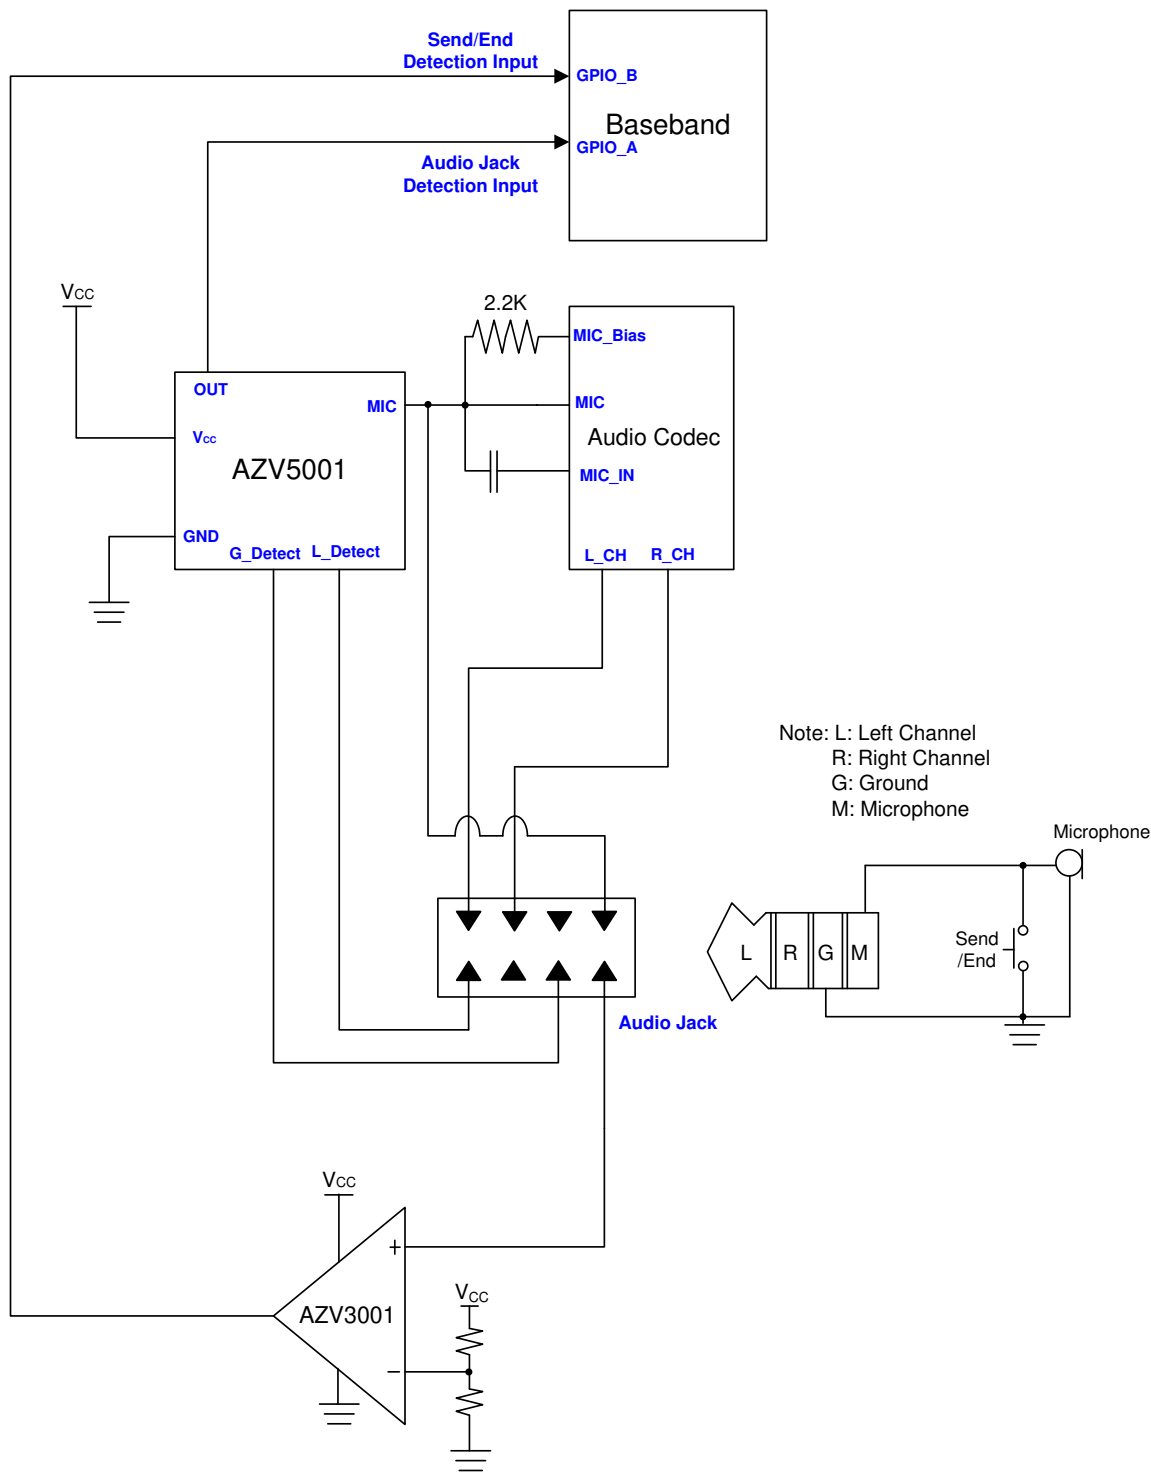 Send/End
Detection Input
GPIO_B
Baseband
GPIO_A
Audio Jack
Detection Input
VCC
2.2K
MIC_Bias
OUT
MIC
MIC
VCC
Audio Codec
AZV5001
MIC_IN
GND
G_Detect
L_Detect
L_CH
R_CH
Note: L: Left Channel
R: Right Channel
G: Ground
M: Microphone
Microphone
L
R
G
M
Send
/End
Audio Jack
VCC
+
AZV3001
VCC
−